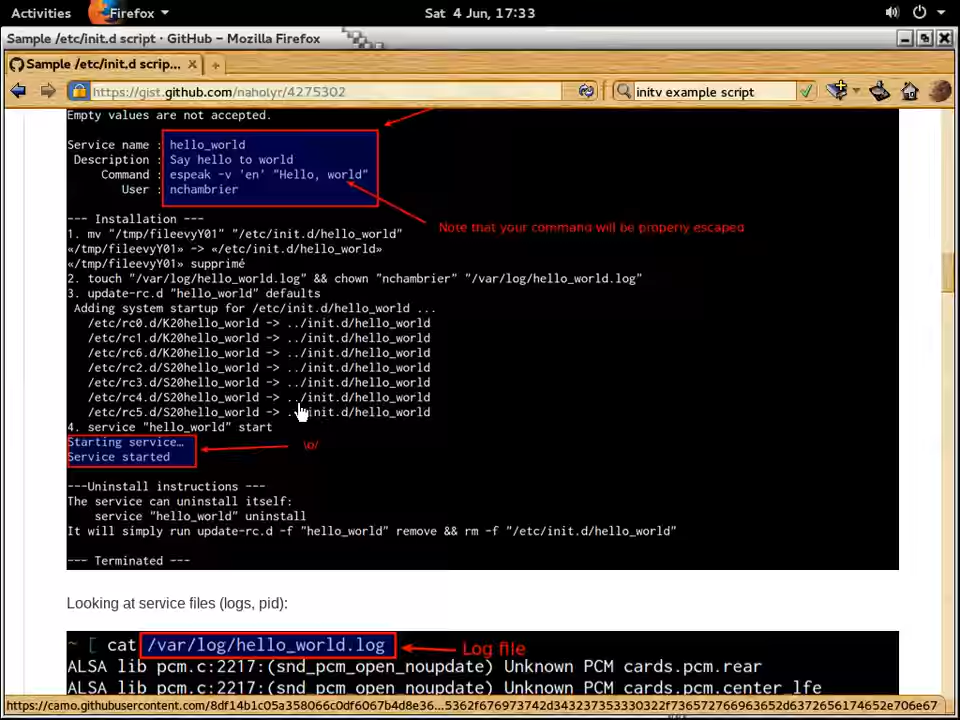 Activities
Firefox
Sat 4 Jun, 17:33
Sample /etc/init.d script · GitHub – Mozilla Firefox
Sample /etc/init.d scrip...
https://gist.github.com/naholyr/4275302
initv example script
Empty values are not accepted.
Service name : hello_world
Description : Say hello to world
Command : espeak -v 'en' "Hello, world"
User : nchambrier
Note that your command will be properly escaped
--- Installation ---
1. mv "/tmp/fileevyY01" "/etc/init.d/hello_world"
«/tmp/fileevyY01» -> «/etc/init.d/hello_world»
«/tmp/fileevyY01» supprimé
2. touch "/var/log/hello_world.log" && chown "nchambrier" "/var/log/hello_world.log"
3. update-rc.d "hello_world" defaults
Adding system startup for /etc/init.d/hello_world ...
/etc/rc0.d/K20hello_world -> ../init.d/hello_world
/etc/rc1.d/K20hello_world -> ../init.d/hello_world
/etc/rc6.d/K20hello_world -> ../init.d/hello_world
/etc/rc2.d/S20hello_world -> ../init.d/hello_world
/etc/rc3.d/S20hello_world -> ../init.d/hello_world
/etc/rc4.d/S20hello_world -> ../init.d/hello_world
/etc/rc5.d/S20hello_world -> ../init.d/hello_world
4. service "hello_world" start
Starting service…
Service started
\o/
---Uninstall instructions ---
The service can uninstall itself:
service "hello_world" uninstall
It will simply run update-rc.d -f "hello_world" remove && rm -f "/etc/init.d/hello_world"
--- Terminated ---
Looking at service files (logs, pid):
~ [ cat /var/log/hello_world.log
Log file
ALSA lib pcm.c:2217:(snd_pcm_open_noupdate) Unknown PCM cards.pcm.rear
ALSA lib pcm.c:2217:(snd_pcm_open_noupdate) Unknown PCM cards.pcm.center_lfe
https://camo.githubusercontent.com/8df14b1c05a358066c0df6067b4d8e36...5362f676973742d343237353330322f736572766963652d6372656174652e706e67